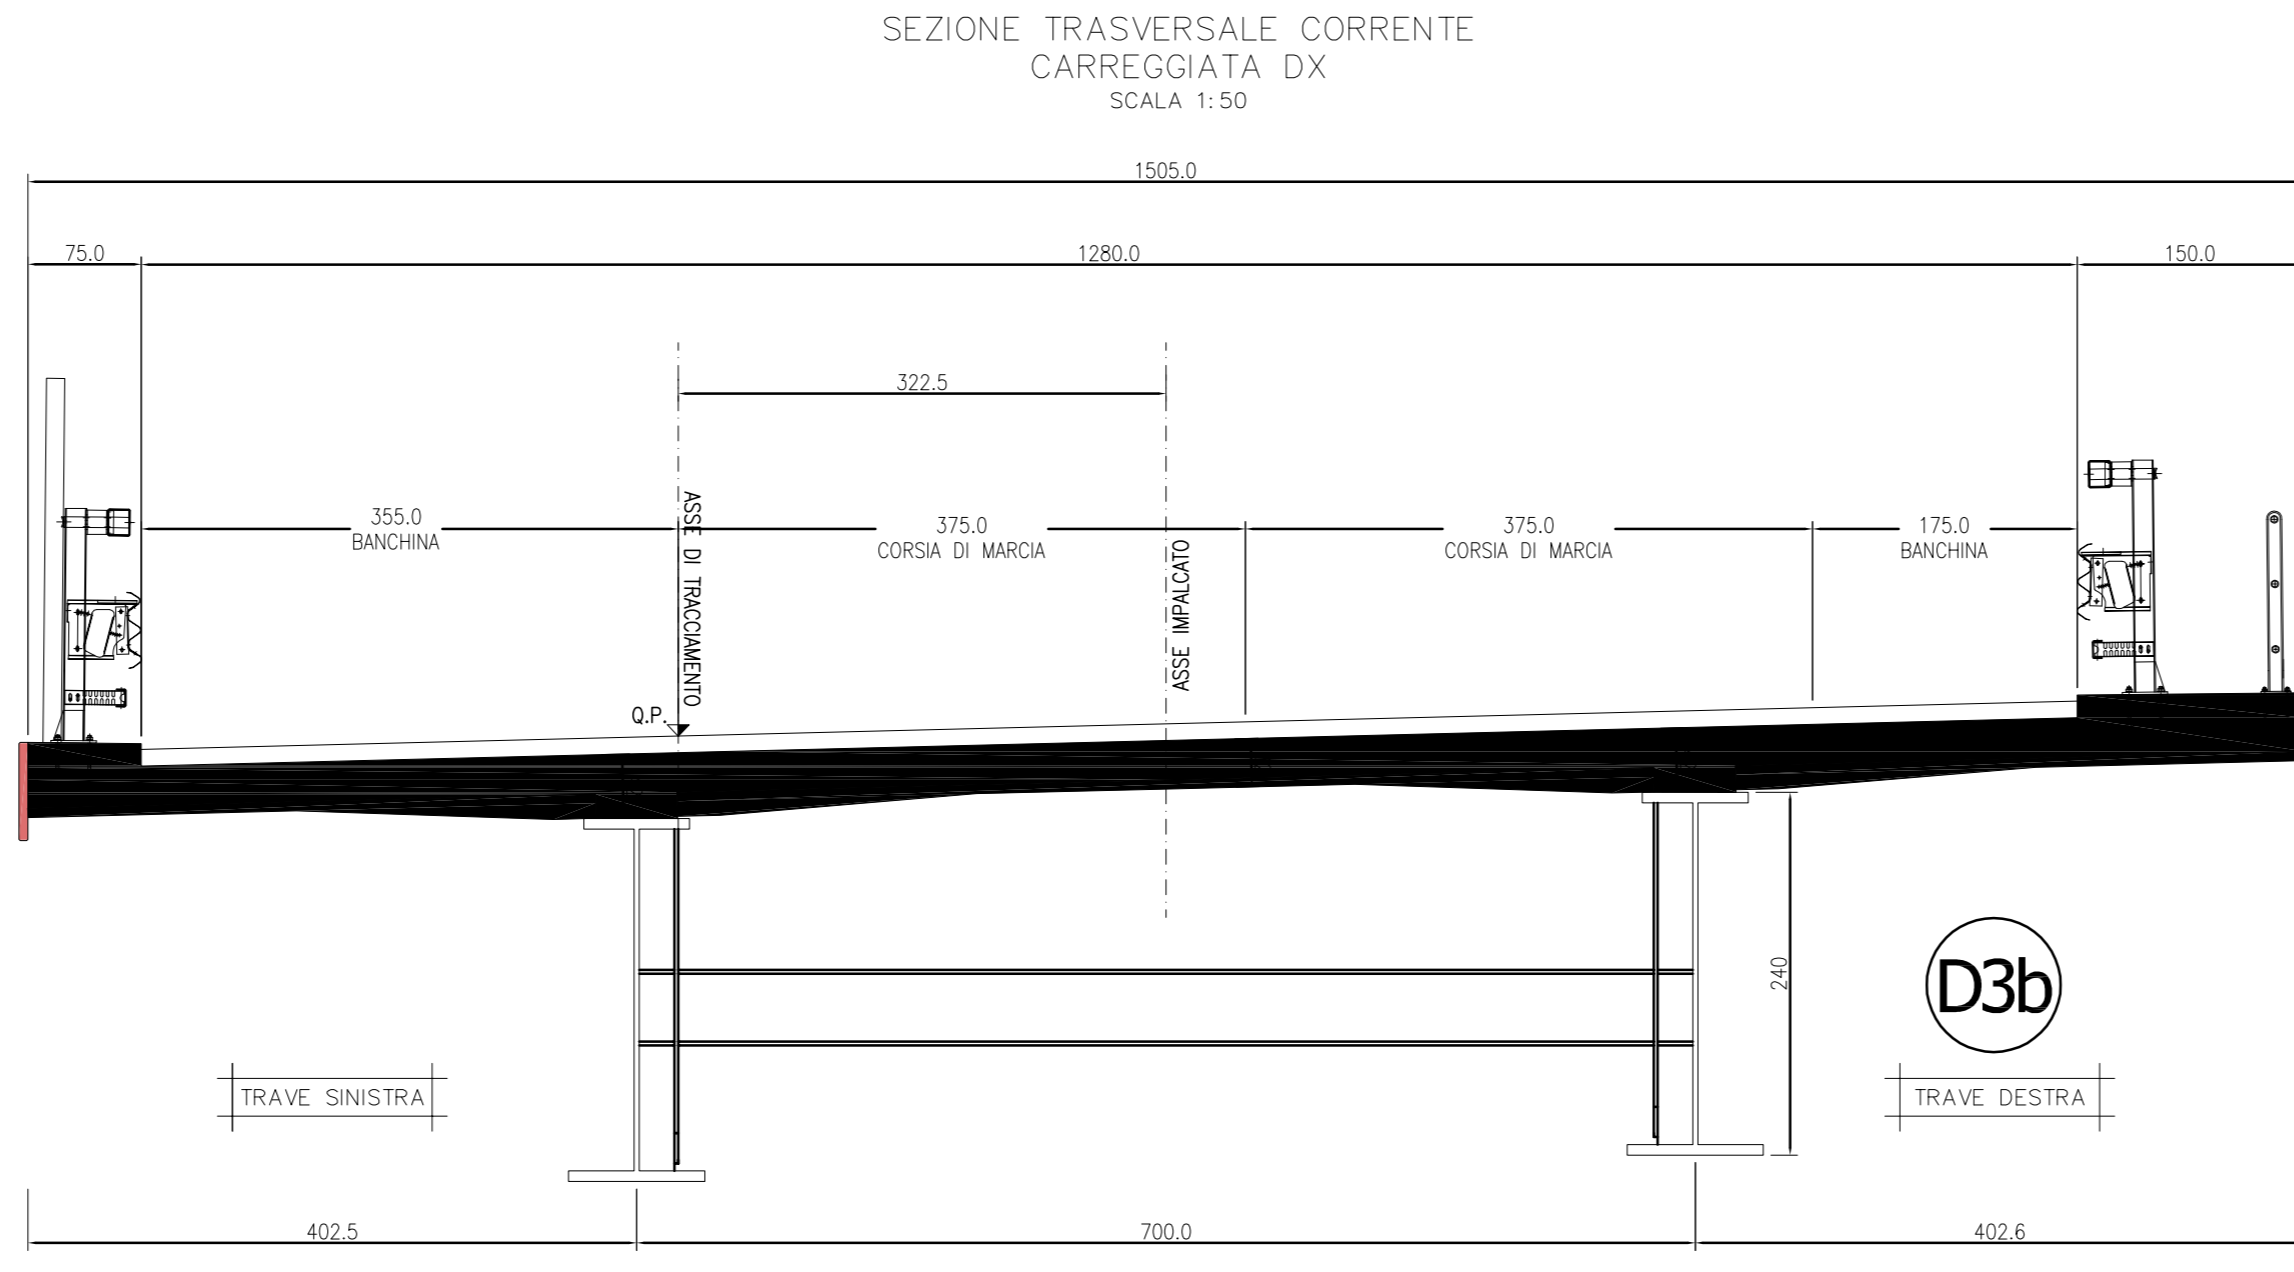 SEZIONE TRASVERSALE CORRENTE
CARREGGIATA DX
SCALA 1:50
1505.0
75.0
1280.0
150.0
322.5
355.0
BANCHINA
ASSE DI TRACCIAMENTO
375.0
CORSIA DI MARCIA
ASSE IMPALCATO
375.0
CORSIA DI MARCIA
175.0
BANCHINA
Q.P.
240
D3b
TRAVE SINISTRA
TRAVE DESTRA
402.5
700.0
402.6